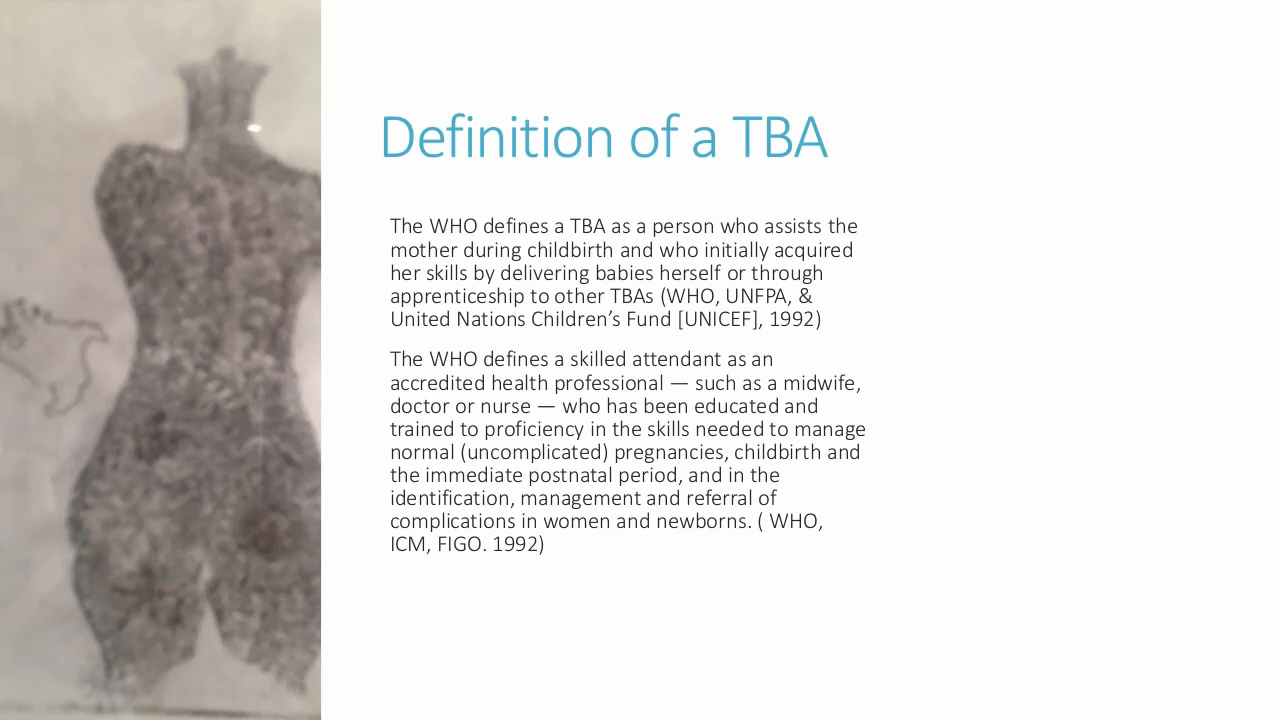 Definition of a TBA
The WHO defines a TBA as a person who assists the
mother during childbirth and who initially acquired
her skills by delivering babies herself or through
apprenticeship to other TBAs (WHO, UNFPA, &
United Nations Children’s Fund [UNICEF], 1992)
The WHO defines a skilled attendant as an
accredited health professional — such as a midwife,
doctor or nurse — who has been educated and
trained to proficiency in the skills needed to manage
normal (uncomplicated) pregnancies, childbirth and
the immediate postnatal period, and in the
identification, management and referral of
complications in women and newborns. ( WHO,
ICM, FIGO. 1992)